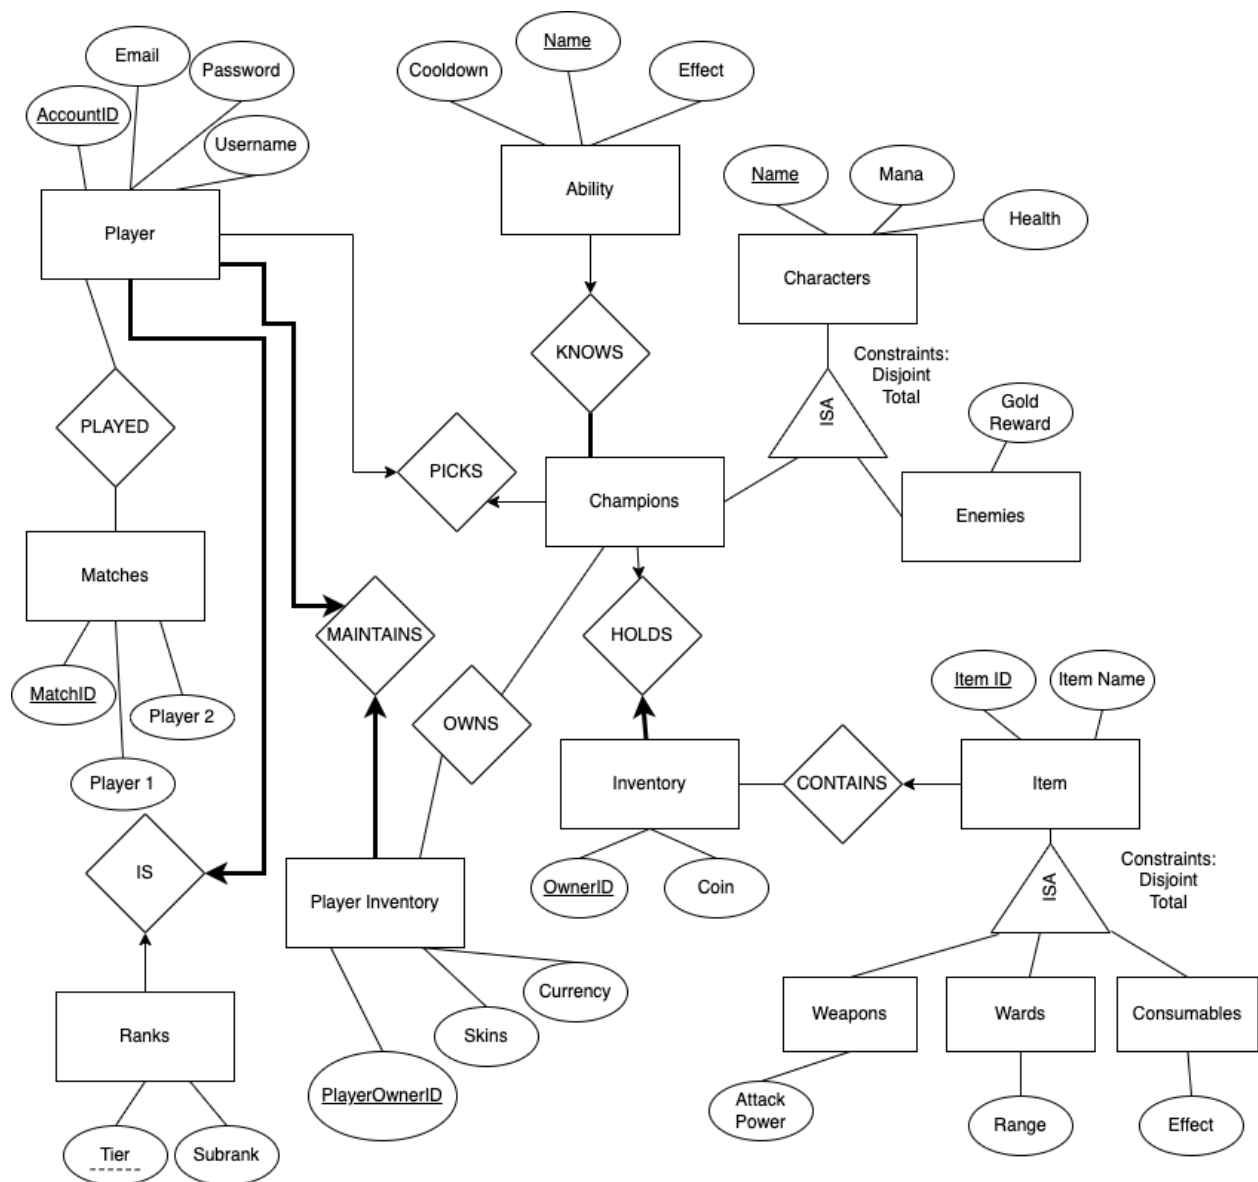 Name
Email
Cooldown
Effect
Password
AccountID
Username
Ability
Name
Mana
Health
Player
Characters
KNOWS
Constraints:
Disjoint
Total
ISA
Gold
Reward
PLAYED
PICKS
Champions
Enemies
Matches
MAINTAINS
HOLDS
Item ID
Item Name
MatchID
Player 2
OWNS
Player 1
Inventory
CONTAINS
Item
IS
OwnerID
Coin
Constraints:
Disjoint
Total
ISA
Player Inventory
Currency
Weapons
Wards
Consumables
Ranks
Skins
PlayerOwnerID
Attack
Power
Range
Effect
Tier
Subrank